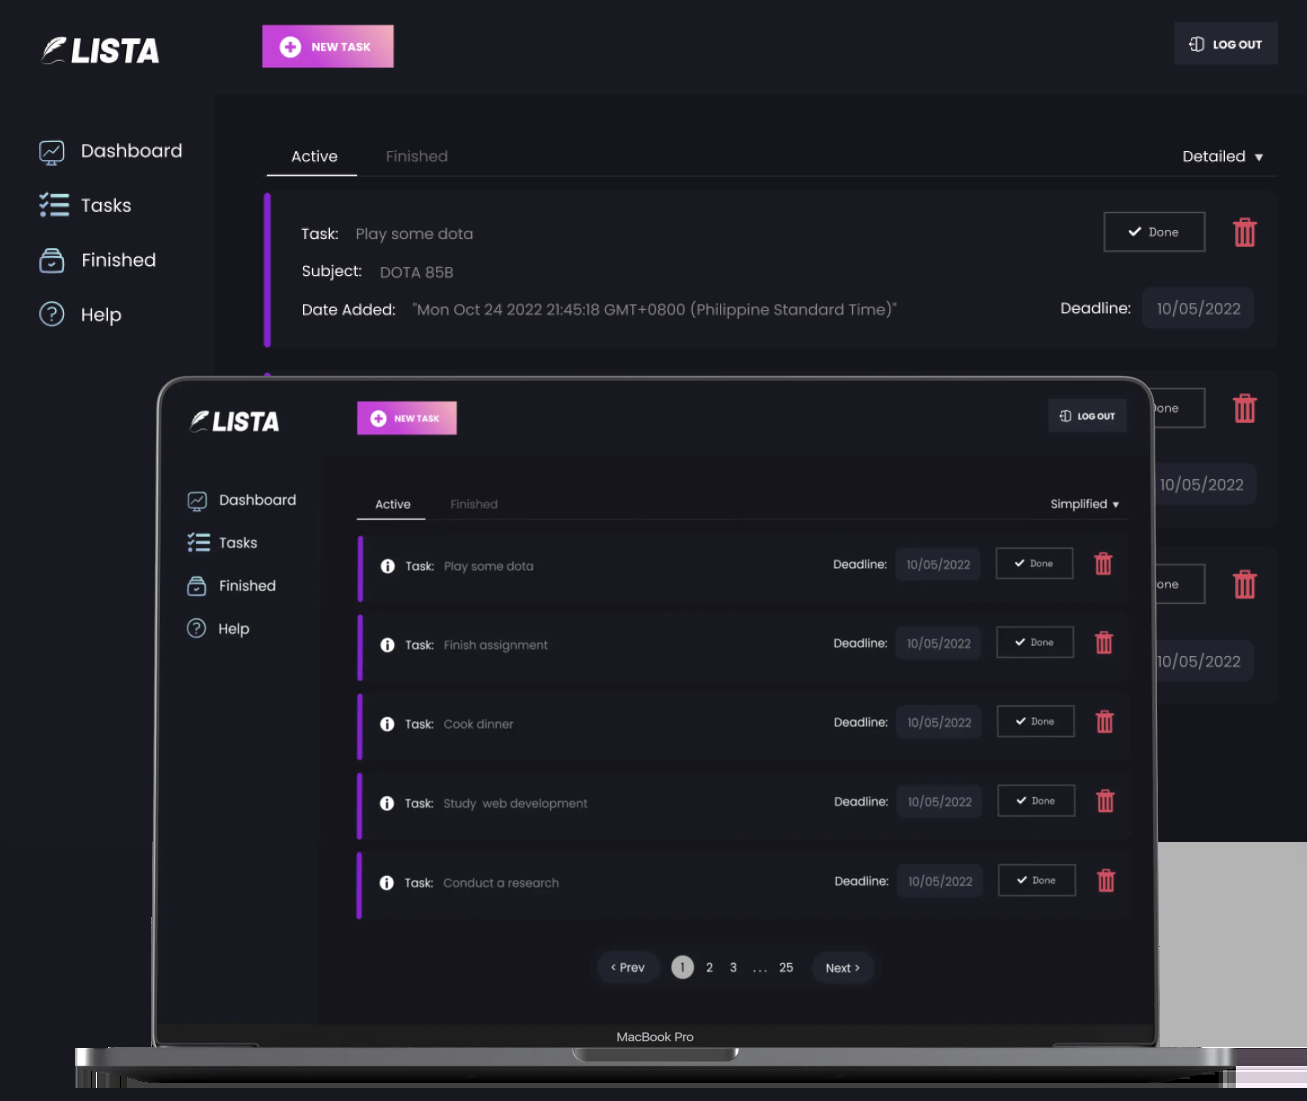 LISTA
NEW TASK
LOG OUT
Dashboard
Tasks
Finished
Help
Active Finished
Detailed ▼
Task: Play some dota
Done
Subject: DOTA 85B
Date Added: "Mon Oct 24 2022 21:45:18 GMT+0800 (Philippine Standard Time)"
Deadline: 10/05/2022
10/05/2022
10/05/2022
LISTA
NEW TASK
LOG OUT
Dashboard
Tasks
Finished
Help
Active Finished
Simplified ▼
Task: Play some dota Deadline: 10/05/2022 Done
Task: Finish assignment Deadline: 10/05/2022 Done
Task: Cook dinner Deadline: 10/05/2022 Done
Task: Study web development Deadline: 10/05/2022 Done
Task: Conduct a research Deadline: 10/05/2022 Done
< Prev 1 2 3 ... 25 Next >
MacBook Pro